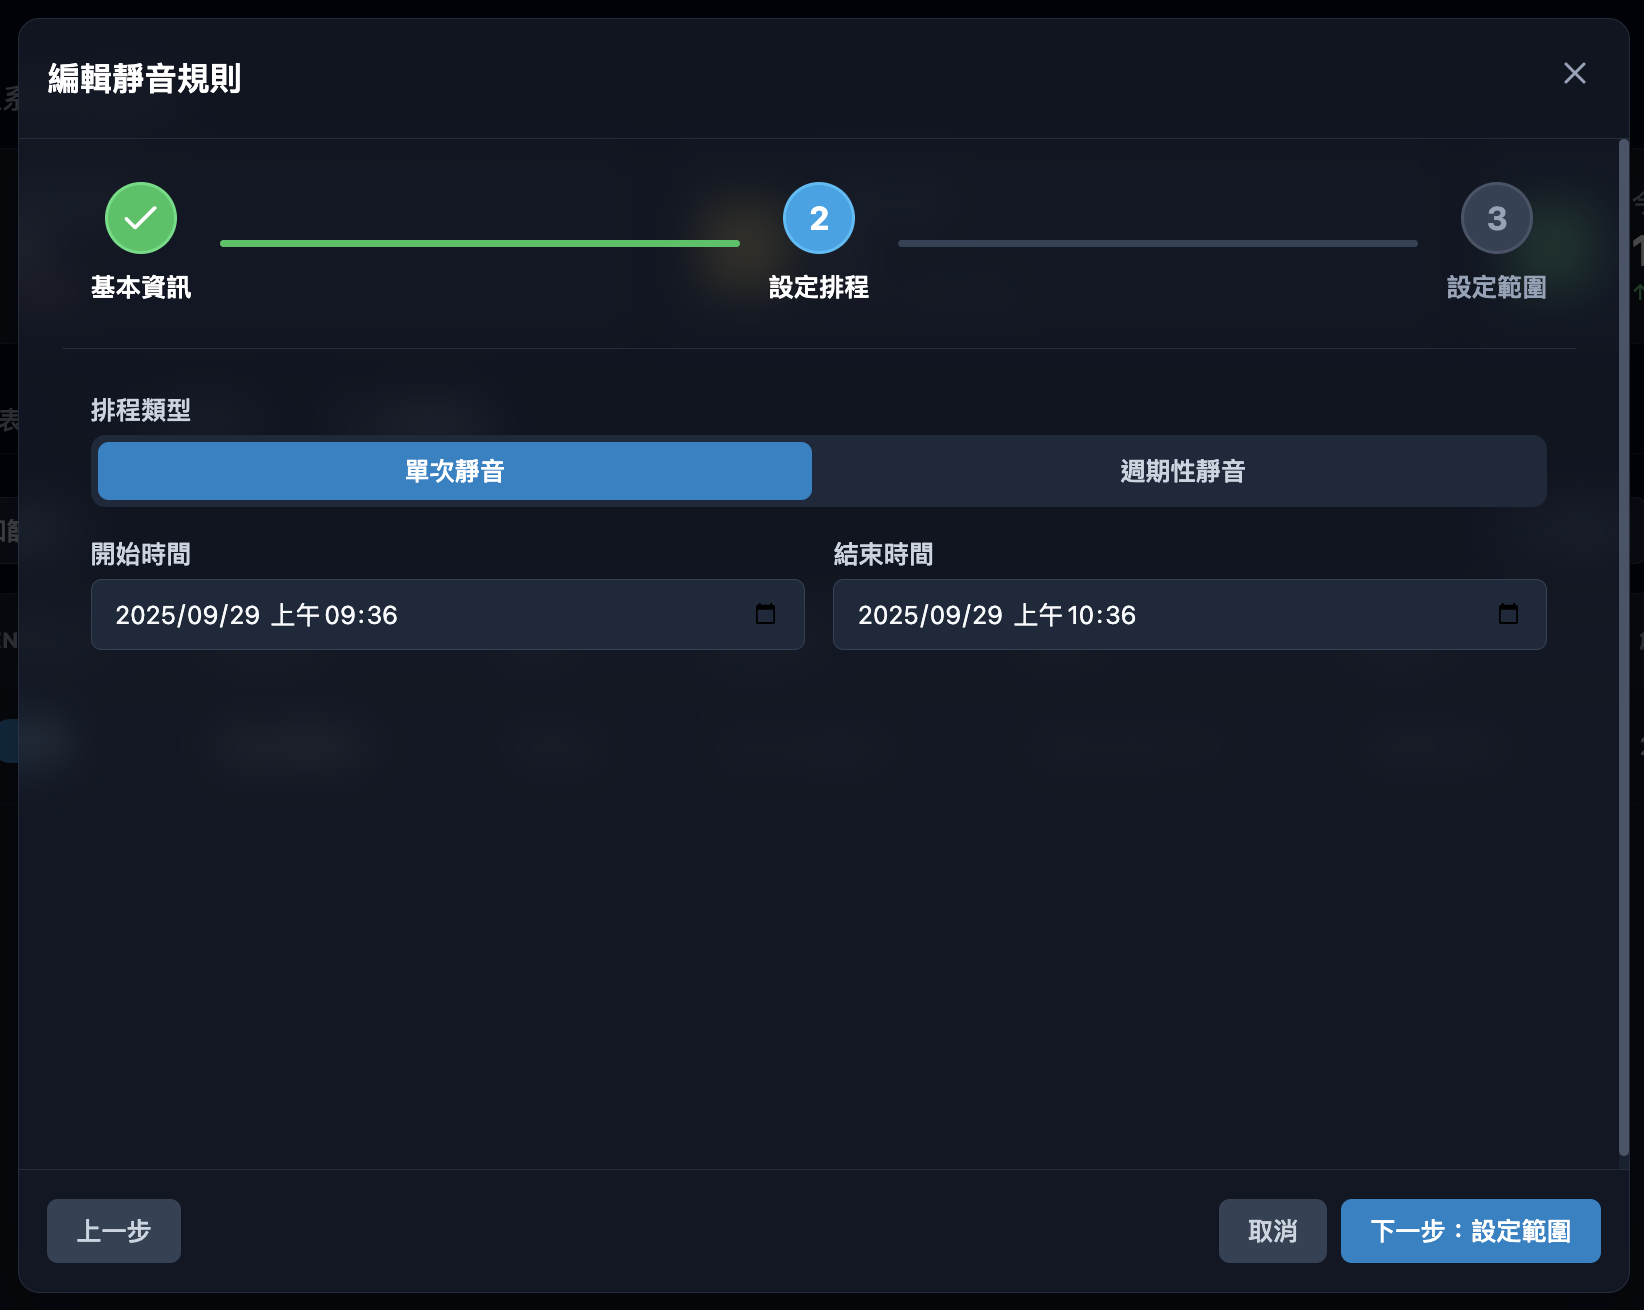 編輯靜音規則
基本資訊
2
設定排程
3
設定範圍
排程類型
單次靜音
週期性靜音
開始時間
結束時間
2025/09/29 上午 09:36
2025/09/29 上午 10:36
上一步
取消
下一步：設定範圍